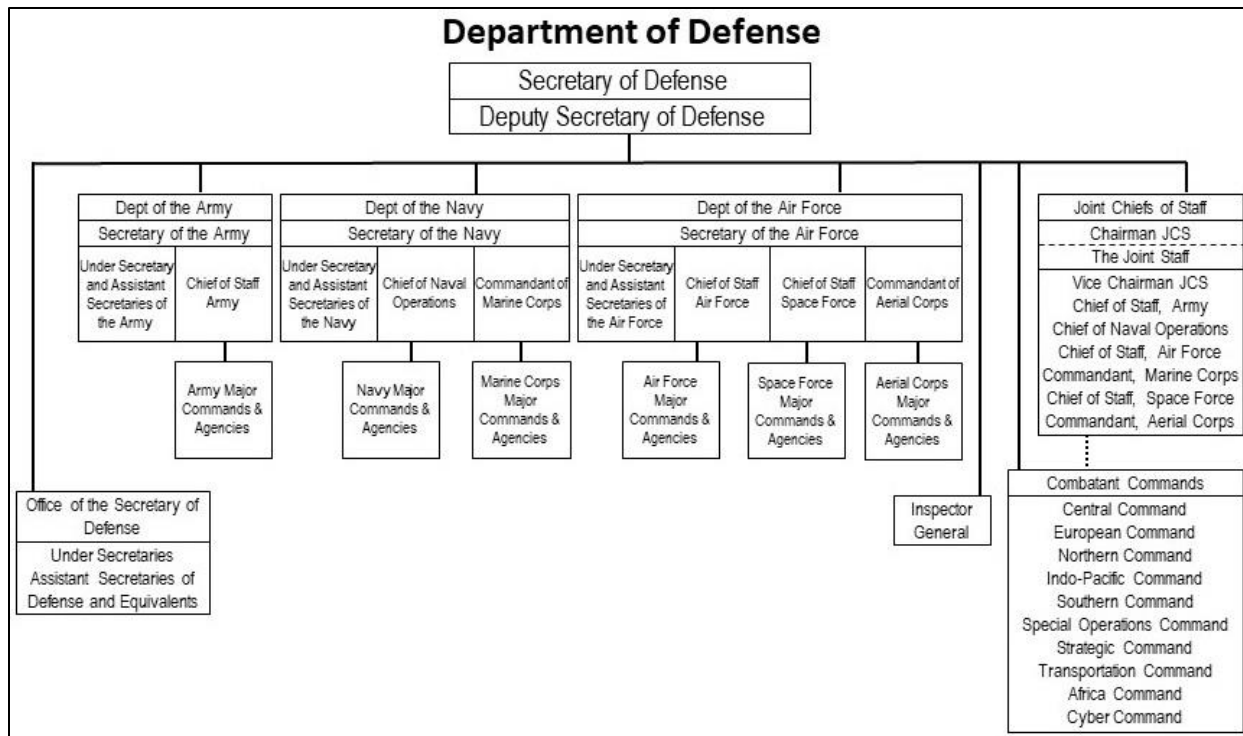 Department of Defense
Secretary of Defense
Deputy Secretary of Defense
Dept of the Army
Secretary of the Army
Under Secretary
and Assistant
Secretaries of
the Army
Chief of Staff
Army
Army Major
Commands &
Agencies
Dept of the Navy
Secretary of the Navy
Under Secretary
and Assistant
Secretaries of
the Navy
Chief of Naval
Operations
Commandant of
Marine Corps
Navy Major
Commands &
Agencies
Marine Corps
Major
Commands &
Agencies
Dept of the Air Force
Secretary of the Air Force
Under Secretary
and Assistant
Secretaries of
the Air Force
Chief of Staff
Air Force
Chief of Staff
Space Force
Commandant of
Aerial Corps
Air Force
Major
Commands &
Agencies
Space Force
Major
Commands &
Agencies
Aerial Corps
Major
Commands &
Agencies
Joint Chiefs of Staff
Chairman JCS
The Joint Staff
Vice Chairman JCS
Chief of Staff, Army
Chief of Naval Operations
Chief of Staff, Air Force
Commandant, Marine Corps
Chief of Staff, Space Force
Commandant, Aerial Corps
Office of the Secretary of
Defense
Under Secretaries
Assistant Secretaries of
Defense and Equivalents
Inspector
General
Combatant Commands
Central Command
European Command
Northern Command
Indo-Pacific Command
Southern Command
Special Operations Command
Strategic Command
Transportation Command
Africa Command
Cyber Command